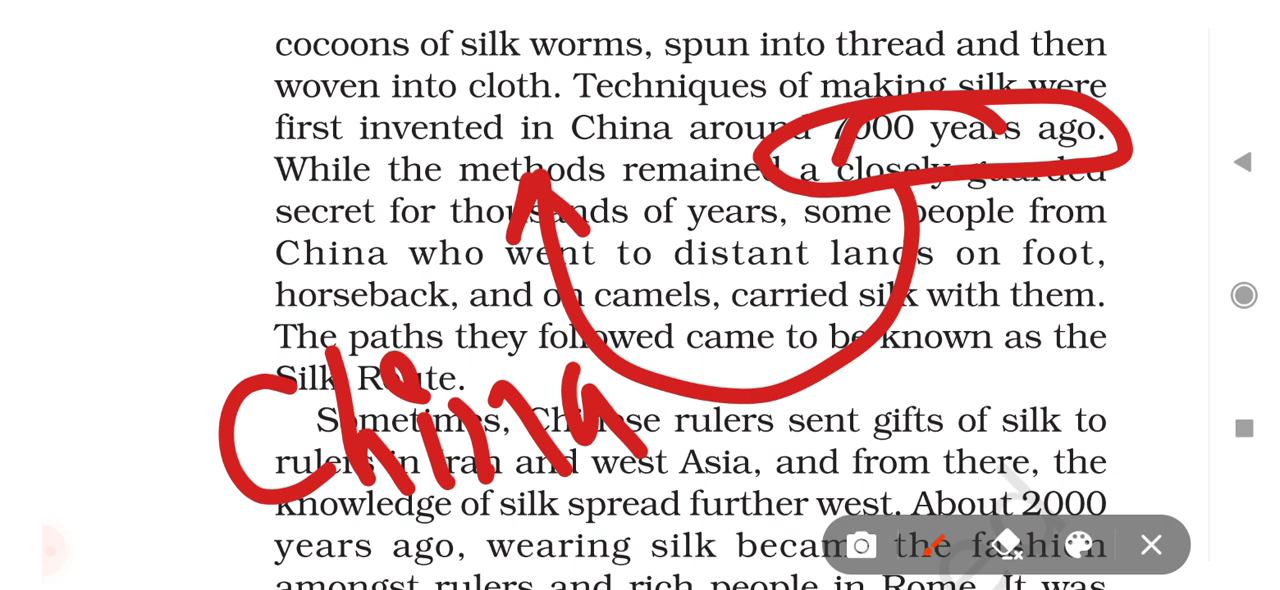 cocoons of silk worms, spun into thread and then
woven into cloth. Techniques of making silk were
first invented in China around 7000 years ago.
While the methods remained a closely guarded
secret for thousands of years, some people from
China who went to distant lands on foot,
horseback, and on camels, carried silk with them.
The paths they followed came to be known as the
Silk Route.
China
Sometimes, Chinese rulers sent gifts of silk to
rulers in Iran and west Asia, and from there, the
knowledge of silk spread further west. About 2000
years ago, wearing silk became the fashion
amongst rulers and rich people in Rome. It was